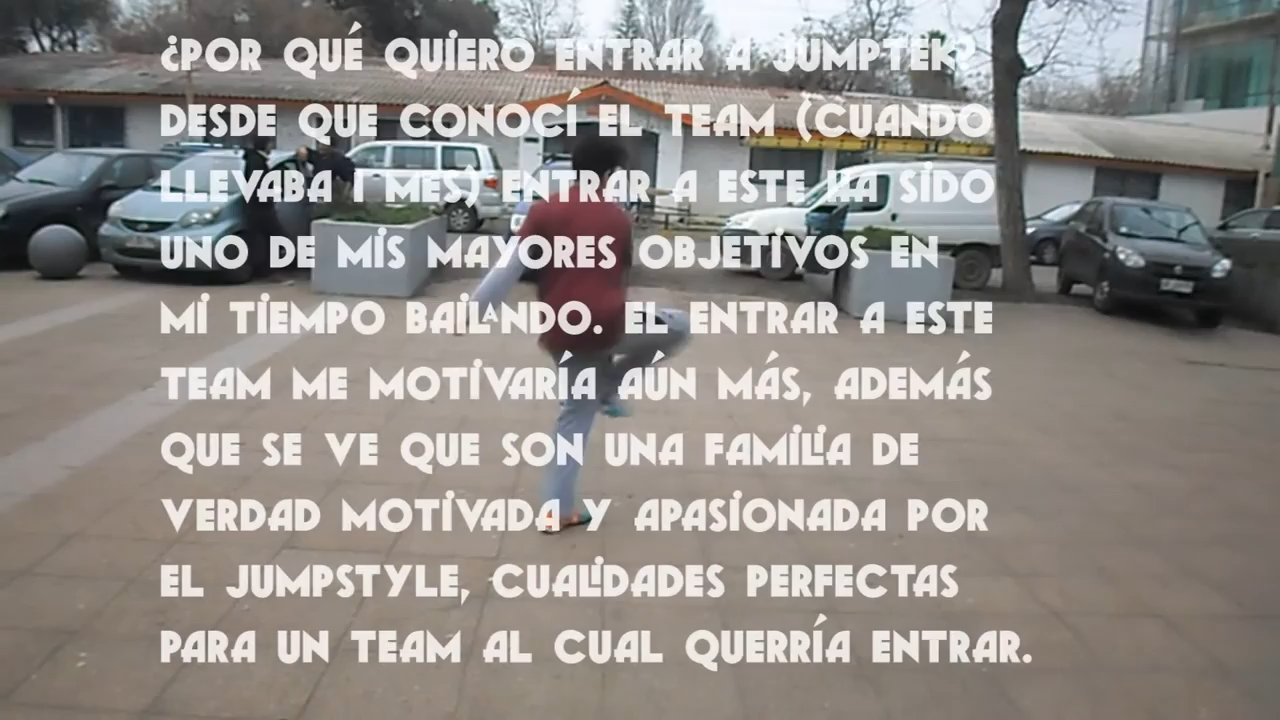 ¿POR QUÉ QUIERO ENTRAR A JUMPTEK?
DESDE QUE CONOCÍ EL TEAM (CUANDO
LLEVABA 1 MES) ENTRAR A ESTE HA SIDO
UNO DE MIS MAYORES OBJETIVOS EN
MI TIEMPO BAILANDO. EL ENTRAR A ESTE
TEAM ME MOTIVARÍA AÚN MÁS, ADEMÁS
QUE SE VE QUE SON UNA FAMILIA DE
VERDAD MOTIVADA Y APASIONADA POR
EL JUMPSTYLE, CUALIDADES PERFECTAS
PARA UN TEAM AL CUAL QUERRÍA ENTRAR.